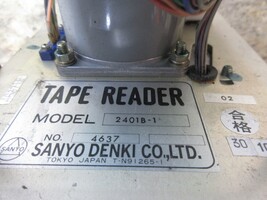 TAPE READER
MODEL 2401B-1
NO. 4637
SANYO
SANYO DENKI CO.,LTD.
TOKYO JAPAN T-N91265-1
02
合格
30